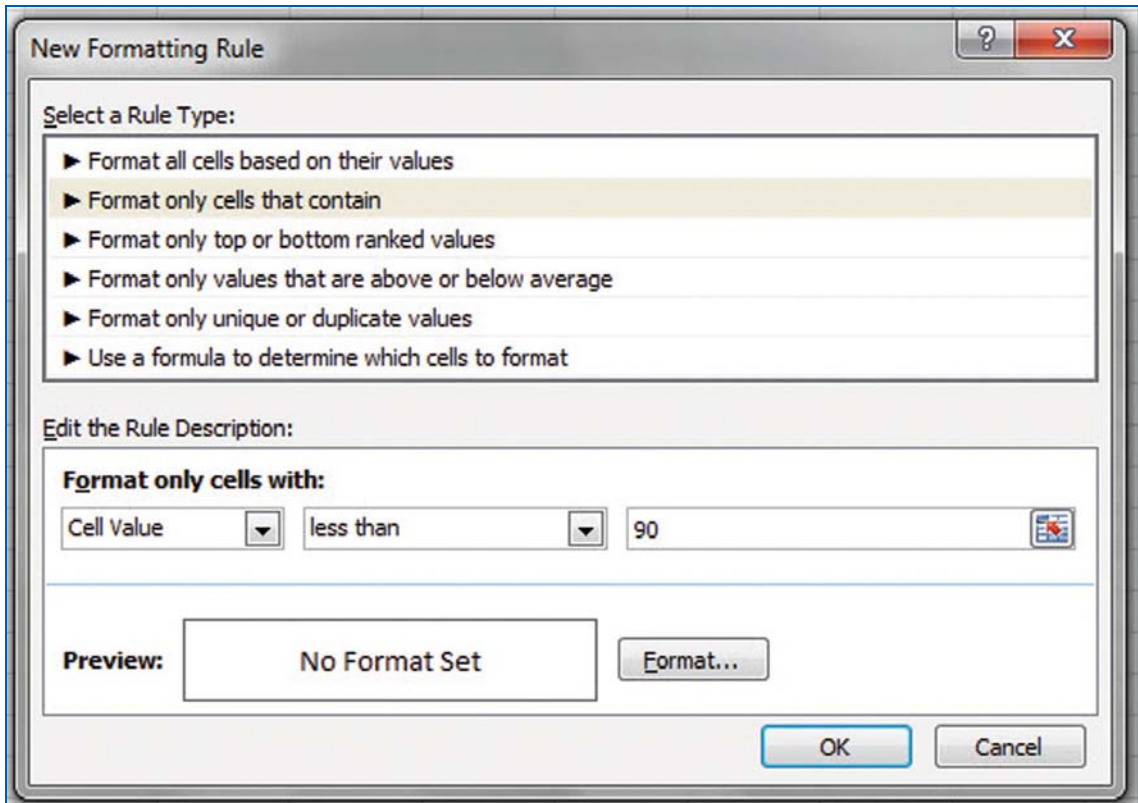 New Formatting Rule
Select a Rule Type:
► Format all cells based on their values
► Format only cells that contain
► Format only top or bottom ranked values
► Format only values that are above or below average
► Format only unique or duplicate values
► Use a formula to determine which cells to format
Edit the Rule Description:
Format only cells with:
Cell Value less than 90
Preview: No Format Set Format...
OK Cancel